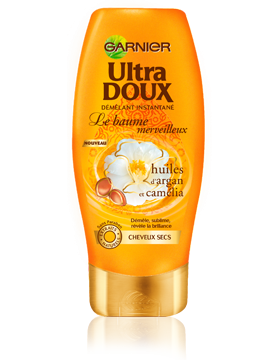 GARNIER
Ultra
DOUX
DÉMÊLANT INSTANTANÉ
Le baume
merveilleux
NOUVEAU
huiles
d'argan
et camélia
Démêle, sublime,
révèle la brillance
CHEVEUX SECS